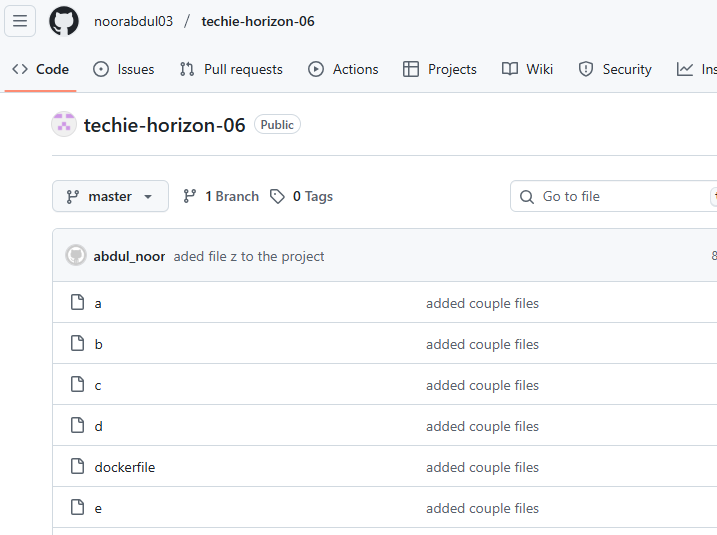 noorabdul03 / techie-horizon-06
Code Issues Pull requests Actions Projects Wiki Security
techie-horizon-06 Public
master 1 Branch 0 Tags Go to file
abdul_noor aded file z to the project
a added couple files
b added couple files
c added couple files
d added couple files
dockerfile added couple files
e added couple files